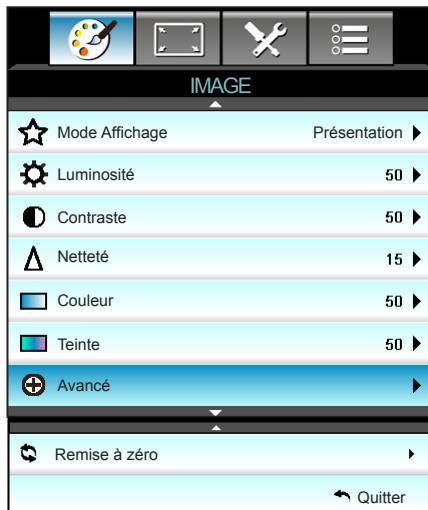 IMAGE
Mode Affichage Présentation
Luminosité 50
Contraste 50
Netteté 15
Couleur 50
Teinte 50
Avancé
Remise à zéro
Quitter